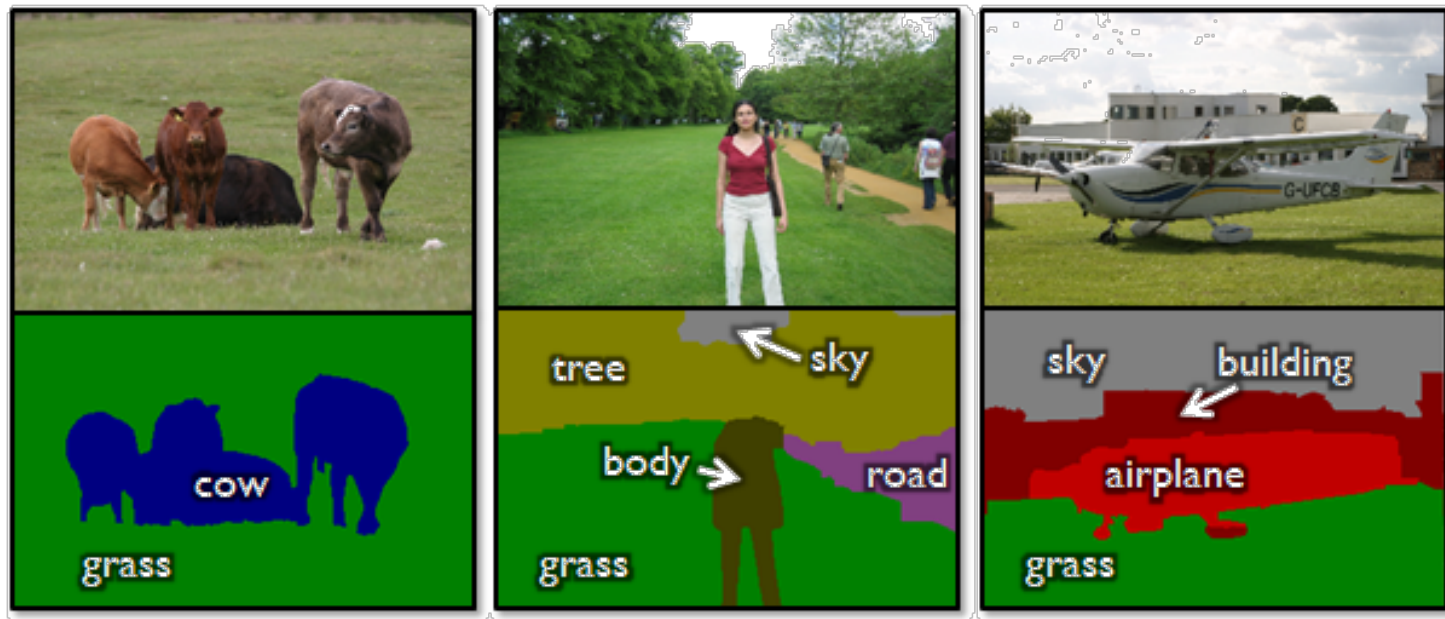 C
G-UFCB
tree
sky
body
road
cow
grass
grass
sky
building
airplane
grass